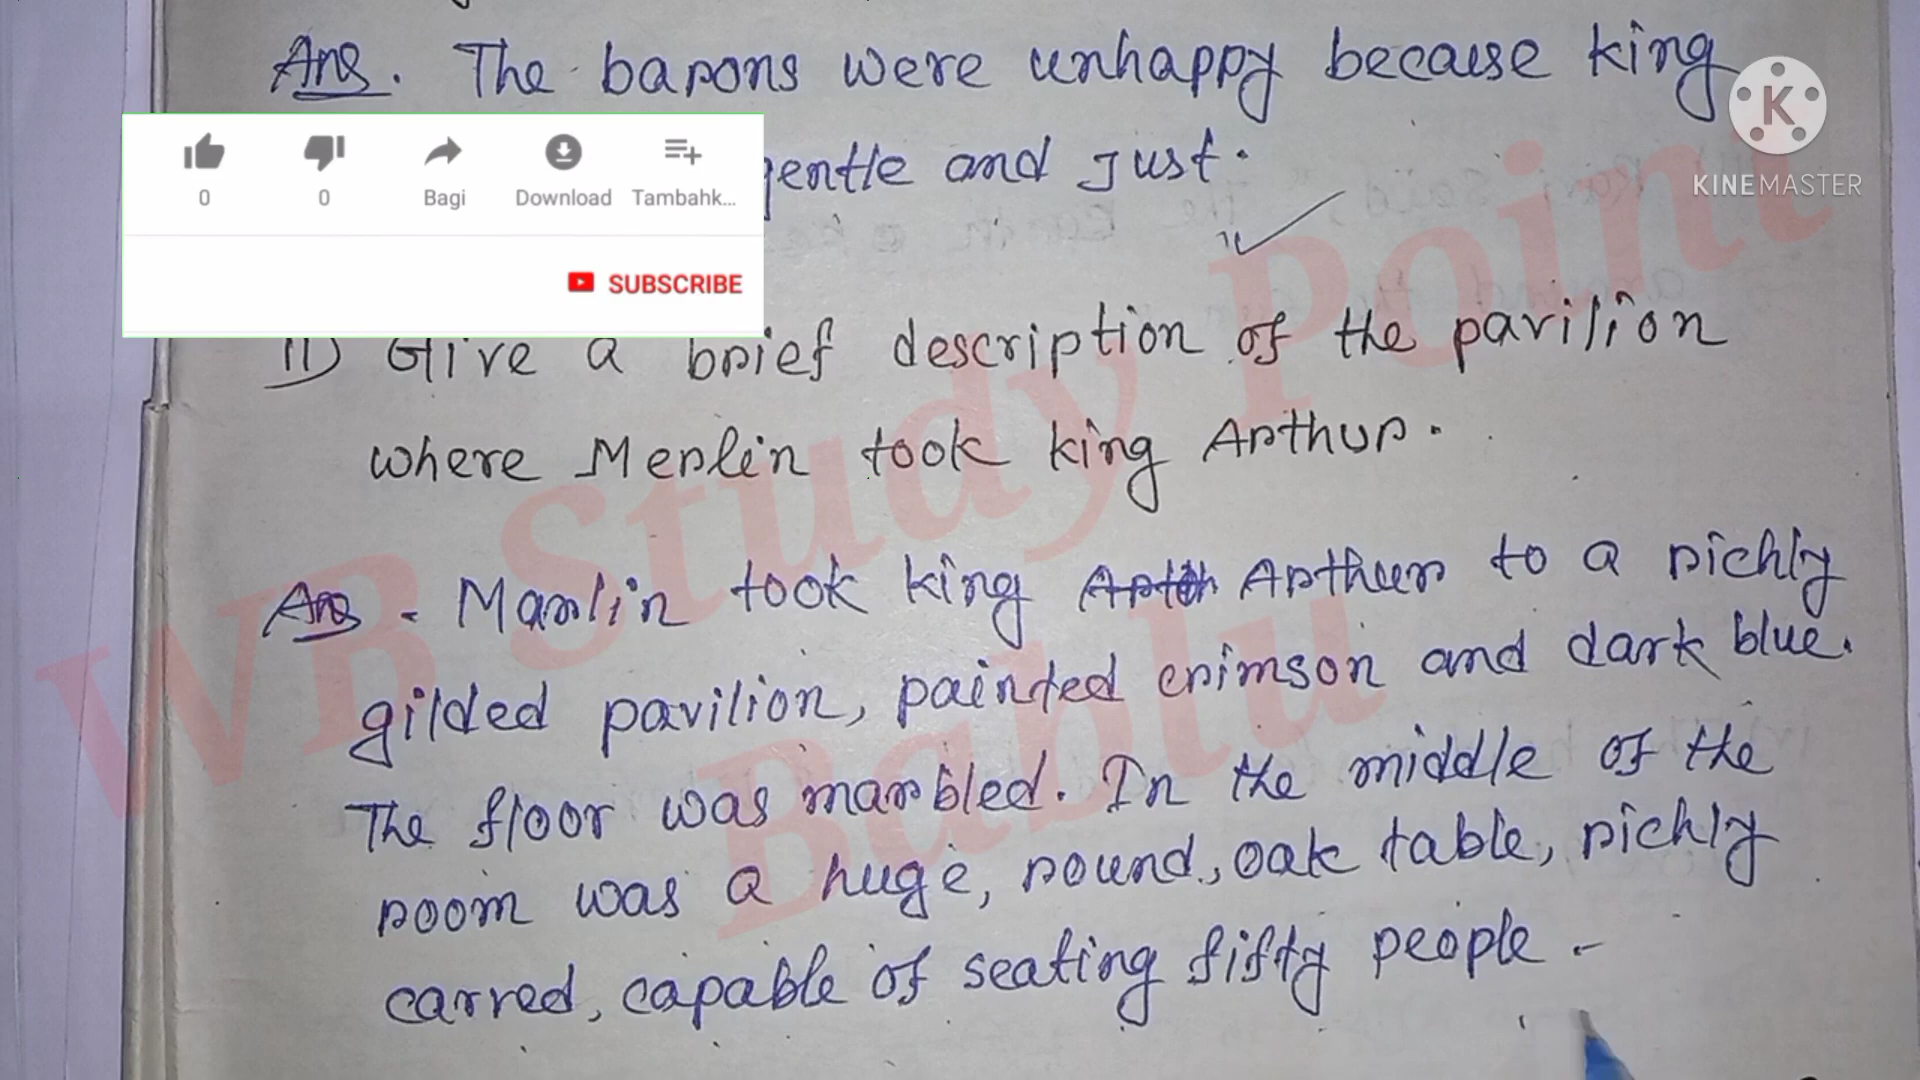 Ans. The barons were unhappy because king
gentle and Just.
0 0 Bagi Download Tambahk...
SUBSCRIBE
K
KINEMASTER
II) Give a brief description of the pavilion
where Merlin took king Arthur.
Ans - Marlin took king Arthur to a richly
gilded pavilion, painted crimson and dark blue.
The floor was marbled. In the middle of the
room was a huge, round, oak table, richly
carved, capable of seating fifty people -
WB Study Point
Bablu